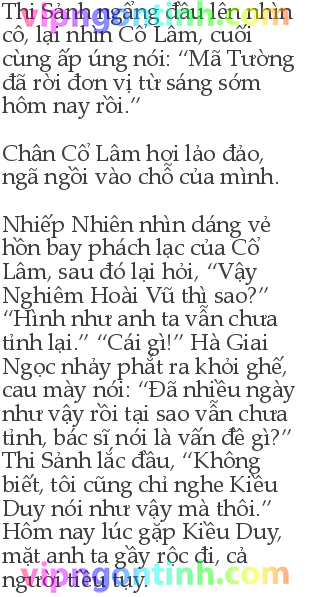 Thi Sảnh ngẩng đầu lên nhìn
cô, lại nhìn Cổ Lâm, cuối
cùng ấp úng nói: “Mã Tường
đã rời đơn vị từ sáng sớm
hôm nay rồi.”
Chân Cổ Lâm hơi lảo đảo,
ngã ngồi vào chỗ của mình.
Nhiếp Nhiên nhìn dáng vẻ
hồn bay phách lạc của Cổ
Lâm, sau đó lại hỏi, “Vậy
Nghiêm Hoài Vũ thì sao?”
“Hình như anh ta vẫn chưa
tỉnh lại.” “Cái gì!” Hà Giai
Ngọc nhảy phắt ra khỏi ghế,
cau mày nói: “Đã nhiều ngày
như vậy rồi tại sao vẫn chưa
tỉnh, bác sĩ nói là vấn đề gì?”
Thi Sảnh lắc đầu, “Không
biết, tôi cũng chỉ nghe Kiều
Duy nói như vậy mà thôi.”
Hôm nay lúc gặp Kiều Duy,
mặt anh ta gầy rộc đi, cả
người tiều tụy.
vipngontinh.com
vipngontinh.com